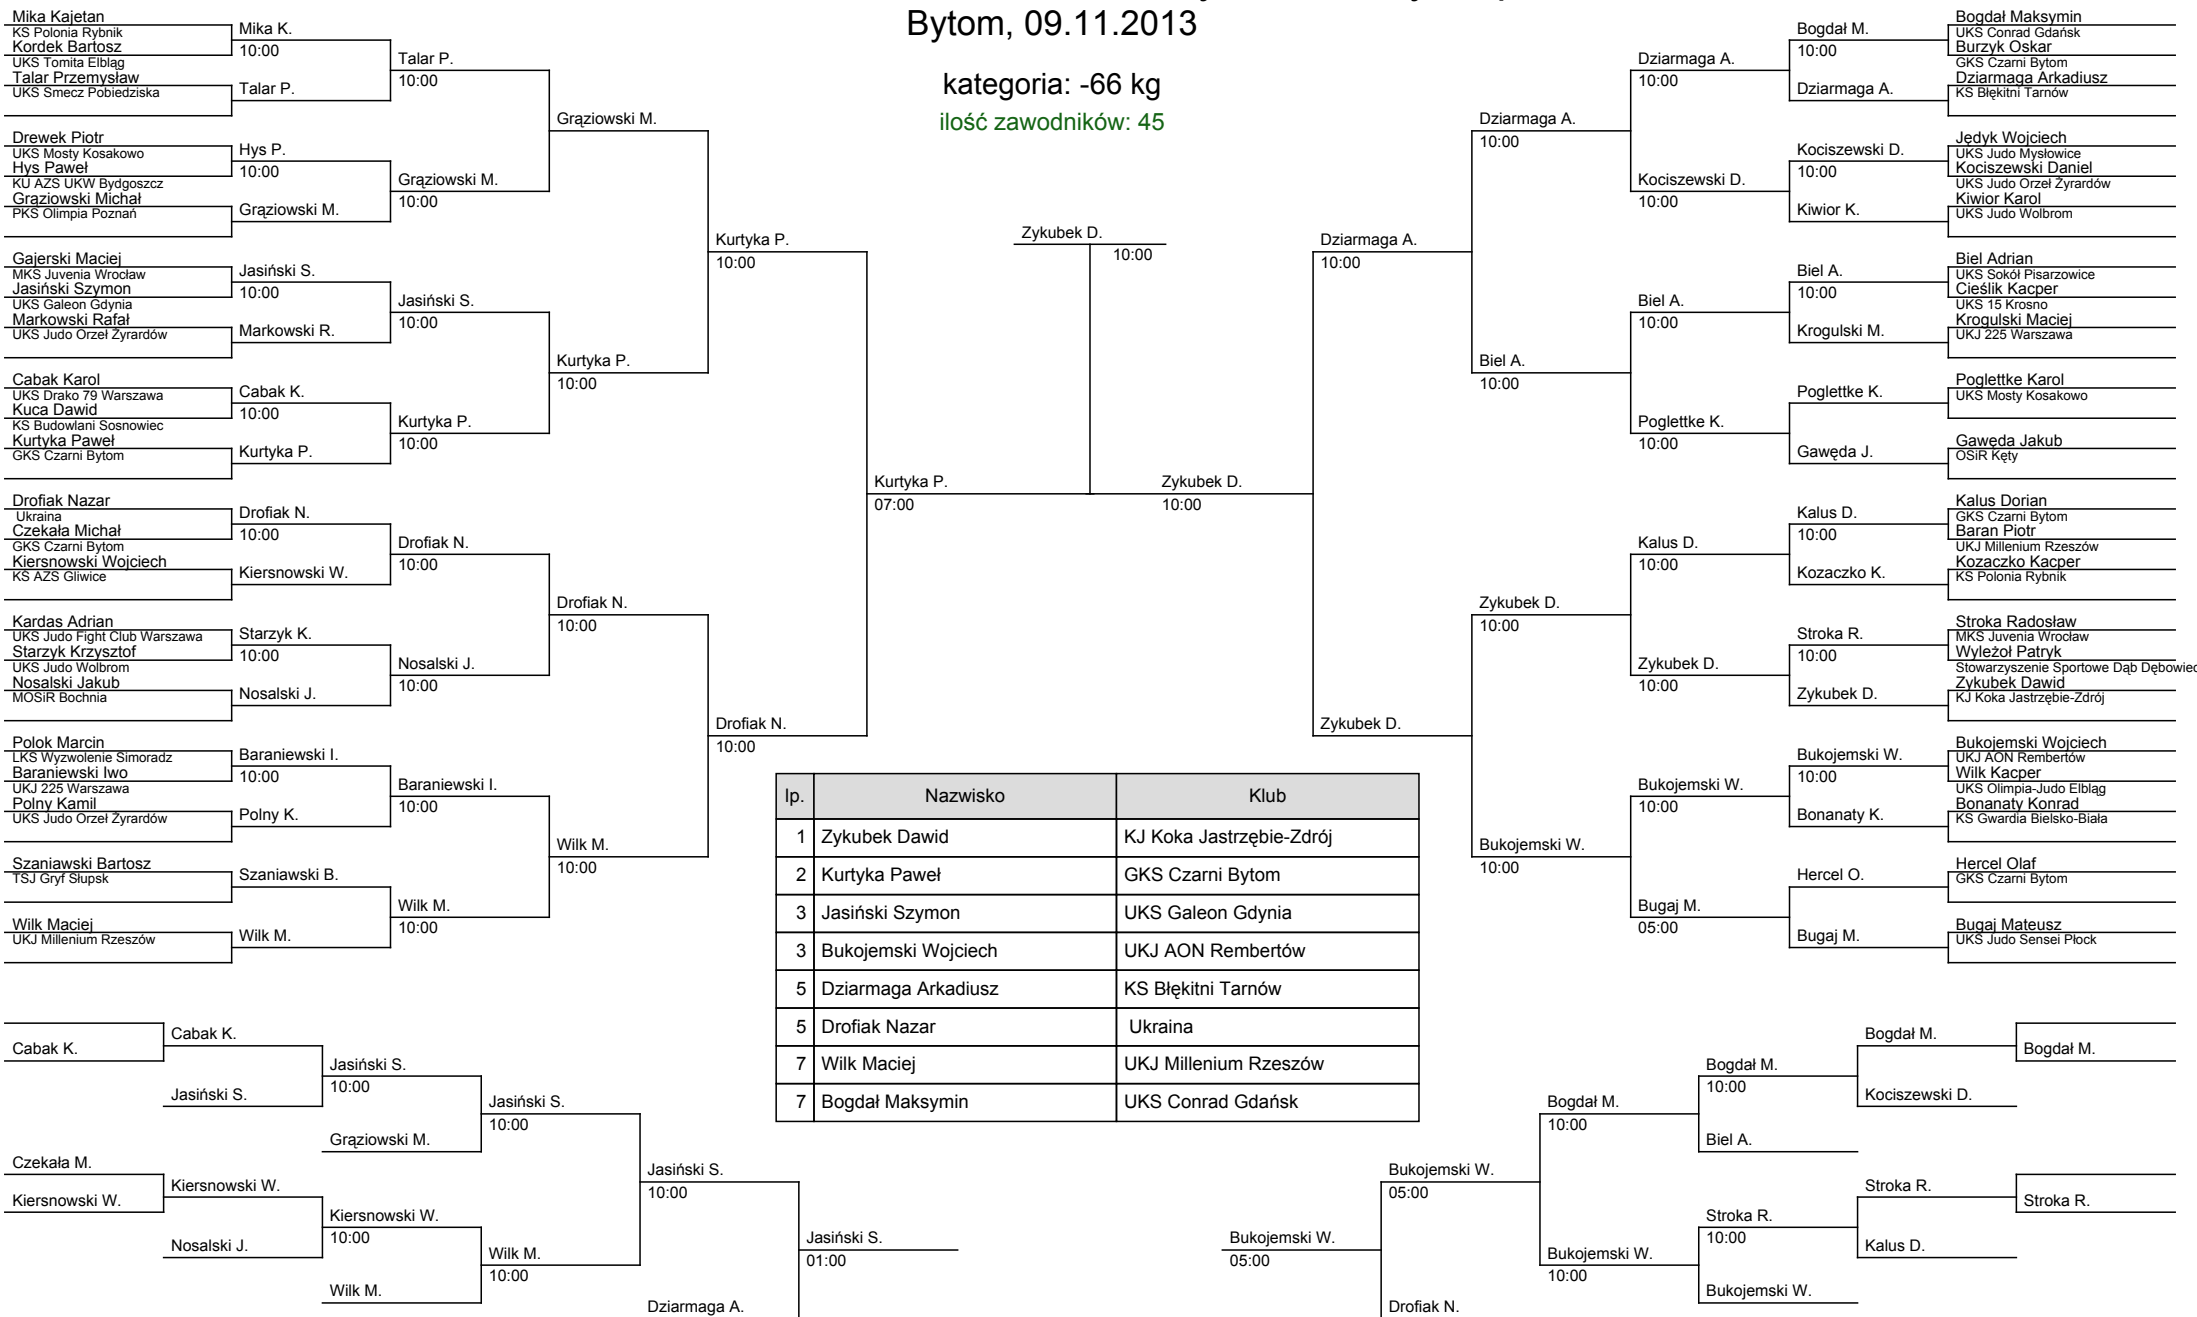 Bytom, 09.11.2013
kategoria: -66 kg
ilość zawodników: 45
Mika Kajetan
KS Polonia Rybnik
Kordek Bartosz
UKS Tomita Elbląg
Talar Przemysław
UKS Smecz Pobiedziska
Drewek Piotr
UKS Mosty Kosakowo
Hys Paweł
KU AZS UKW Bydgoszcz
Grąziowski Michał
PKS Olimpia Poznań
Gajerski Maciej
MKS Juvenia Wrocław
Jasiński Szymon
UKS Galeon Gdynia
Markowski Rafał
UKS Judo Orzeł Żyrardów
Cabak Karol
UKS Drako 79 Warszawa
Kuca Dawid
KS Budowlani Sosnowiec
Kurtyka Paweł
GKS Czarni Bytom
Drofiak Nazar
Ukraina
Czekała Michał
GKS Czarni Bytom
Kiersnowski Wojciech
KS AZS Gliwice
Kardas Adrian
UKS Judo Fight Club Warszawa
Starzyk Krzysztof
UKS Judo Wolbrom
Nosalski Jakub
MOSiR Bochnia
Polok Marcin
LKS Wyzwolenie Simoradz
Baraniewski Iwo
UKJ 225 Warszawa
Polny Kamil
UKS Judo Orzeł Żyrardów
Szaniawski Bartosz
TSJ Gryf Słupsk
Wilk Maciej
UKJ Millenium Rzeszów
Mika K.
10:00
Talar P.
Hys P.
10:00
Grąziowski M.
Jasiński S.
10:00
Markowski R.
Cabak K.
10:00
Kurtyka P.
Drofiak N.
10:00
Kiersnowski W.
Starzyk K.
10:00
Nosalski J.
Baraniewski I.
10:00
Polny K.
Szaniawski B.
Wilk M.
Talar P.
10:00
Grąziowski M.
10:00
Jasiński S.
10:00
Kurtyka P.
10:00
Drofiak N.
10:00
Nosalski J.
10:00
Baraniewski I.
10:00
Wilk M.
10:00
Grąziowski M.
Kurtyka P.
10:00
Drofiak N.
10:00
Wilk M.
10:00
Kurtyka P.
10:00
Drofiak N.
10:00
Kurtyka P.
07:00
Zykubek D.
10:00
Zykubek D.
10:00
Dziarmaga A.
10:00
Zykubek D.
Dziarmaga A.
10:00
Biel A.
10:00
Zykubek D.
10:00
Bukojemski W.
10:00
Dziarmaga A.
10:00
Kociszewski D.
10:00
Biel A.
10:00
Poglettke K.
10:00
Kalus D.
10:00
Zykubek D.
10:00
Bukojemski W.
10:00
Bugaj M.
05:00
Bogdał M.
10:00
Dziarmaga A.
Kociszewski D.
10:00
Kiwior K.
Biel A.
10:00
Krogulski M.
Poglettke K.
Gawęda J.
Kalus D.
10:00
Kozaczko K.
Stroka R.
10:00
Zykubek D.
Bukojemski W.
10:00
Bonanaty K.
Hercel O.
Bugaj M.
Bogdał Maksymin
UKS Conrad Gdańsk
Burzyk Oskar
GKS Czarni Bytom
Dziarmaga Arkadiusz
KS Błękitni Tarnów
Jędyk Wojciech
UKS Judo Mysłowice
Kociszewski Daniel
UKS Judo Orzeł Żyrardów
Kiwior Karol
UKS Judo Wolbrom
Biel Adrian
UKS Sokół Pisarzowice
Cieślik Kacper
UKS 15 Krosno
Krogulski Maciej
UKJ 225 Warszawa
Poglettke Karol
UKS Mosty Kosakowo
Gawęda Jakub
OSiR Kęty
Kalus Dorian
GKS Czarni Bytom
Baran Piotr
UKJ Millenium Rzeszów
Kozaczko Kacper
KS Polonia Rybnik
Stroka Radosław
MKS Juvenia Wrocław
Wyleżoł Patryk
Stowarzyszenie Sportowe Dąb Dębowiec
Zykubek Dawid
KJ Koka Jastrzębie-Zdrój
Bukojemski Wojciech
UKJ AON Rembertów
Wilk Kacper
UKS Olimpia-Judo Elbląg
Bonanaty Konrad
KS Gwardia Bielsko-Biała
Hercel Olaf
GKS Czarni Bytom
Bugaj Mateusz
UKS Judo Sensei Płock
lp. Nazwisko Klub
1 Zykubek Dawid KJ Koka Jastrzębie-Zdrój
2 Kurtyka Paweł GKS Czarni Bytom
3 Jasiński Szymon UKS Galeon Gdynia
3 Bukojemski Wojciech UKJ AON Rembertów
5 Dziarmaga Arkadiusz KS Błękitni Tarnów
5 Drofiak Nazar Ukraina
7 Wilk Maciej UKJ Millenium Rzeszów
7 Bogdał Maksymin UKS Conrad Gdańsk
Cabak K.
Czekała M.
Kiersnowski W.
Cabak K.
Jasiński S.
Kiersnowski W.
Nosalski J.
Jasiński S.
10:00
Grąziowski M.
Kiersnowski W.
10:00
Wilk M.
Jasiński S.
10:00
Wilk M.
10:00
Jasiński S.
10:00
Dziarmaga A.
Jasiński S.
01:00
Bukojemski W.
05:00
Bukojemski W.
05:00
Drofiak N.
Bogdał M.
10:00
Bukojemski W.
10:00
Bogdał M.
10:00
Biel A.
Stroka R.
10:00
Bukojemski W.
Bogdał M.
Kociszewski D.
Stroka R.
Kalus D.
Bogdał M.
Stroka R.